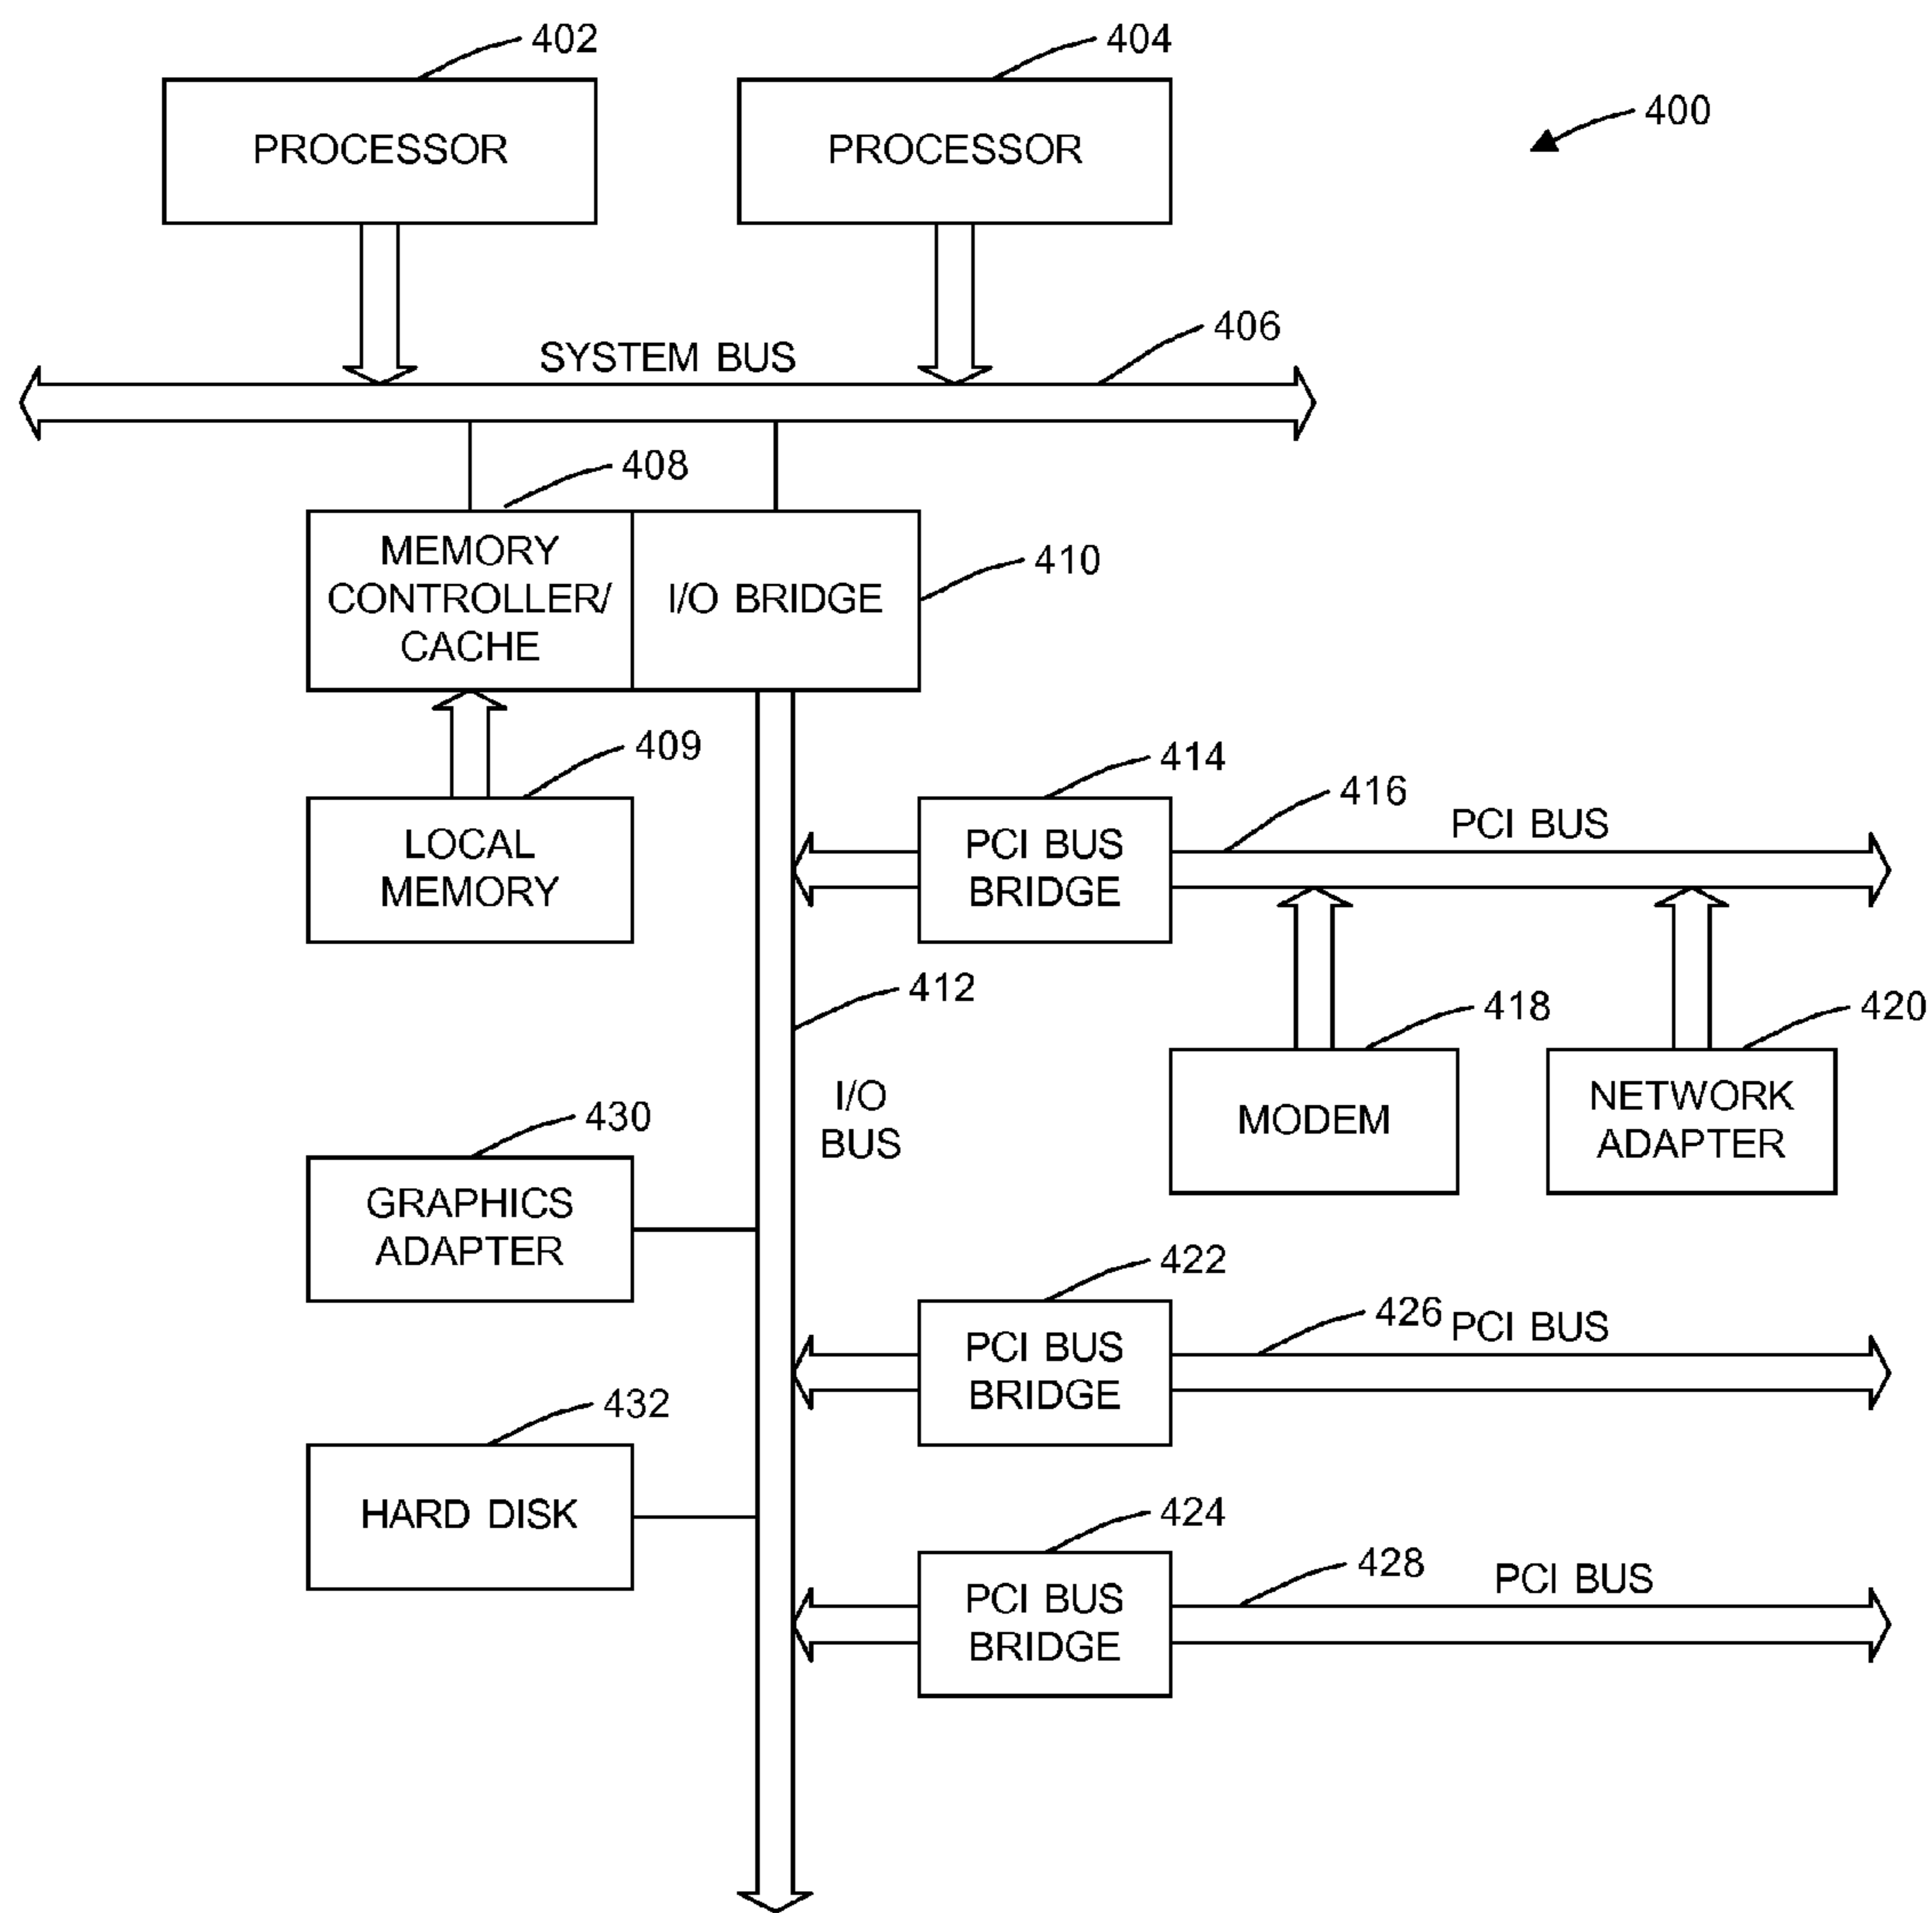 402
404
400
PROCESSOR
PROCESSOR
406
SYSTEM BUS
408
MEMORY
CONTROLLER/
CACHE
I/O BRIDGE
410
409
LOCAL
MEMORY
414
PCI BUS
BRIDGE
416
PCI BUS
412
418
420
I/O
BUS
MODEM
NETWORK
ADAPTER
430
GRAPHICS
ADAPTER
422
PCI BUS
BRIDGE
426
PCI BUS
432
HARD DISK
424
PCI BUS
BRIDGE
428
PCI BUS